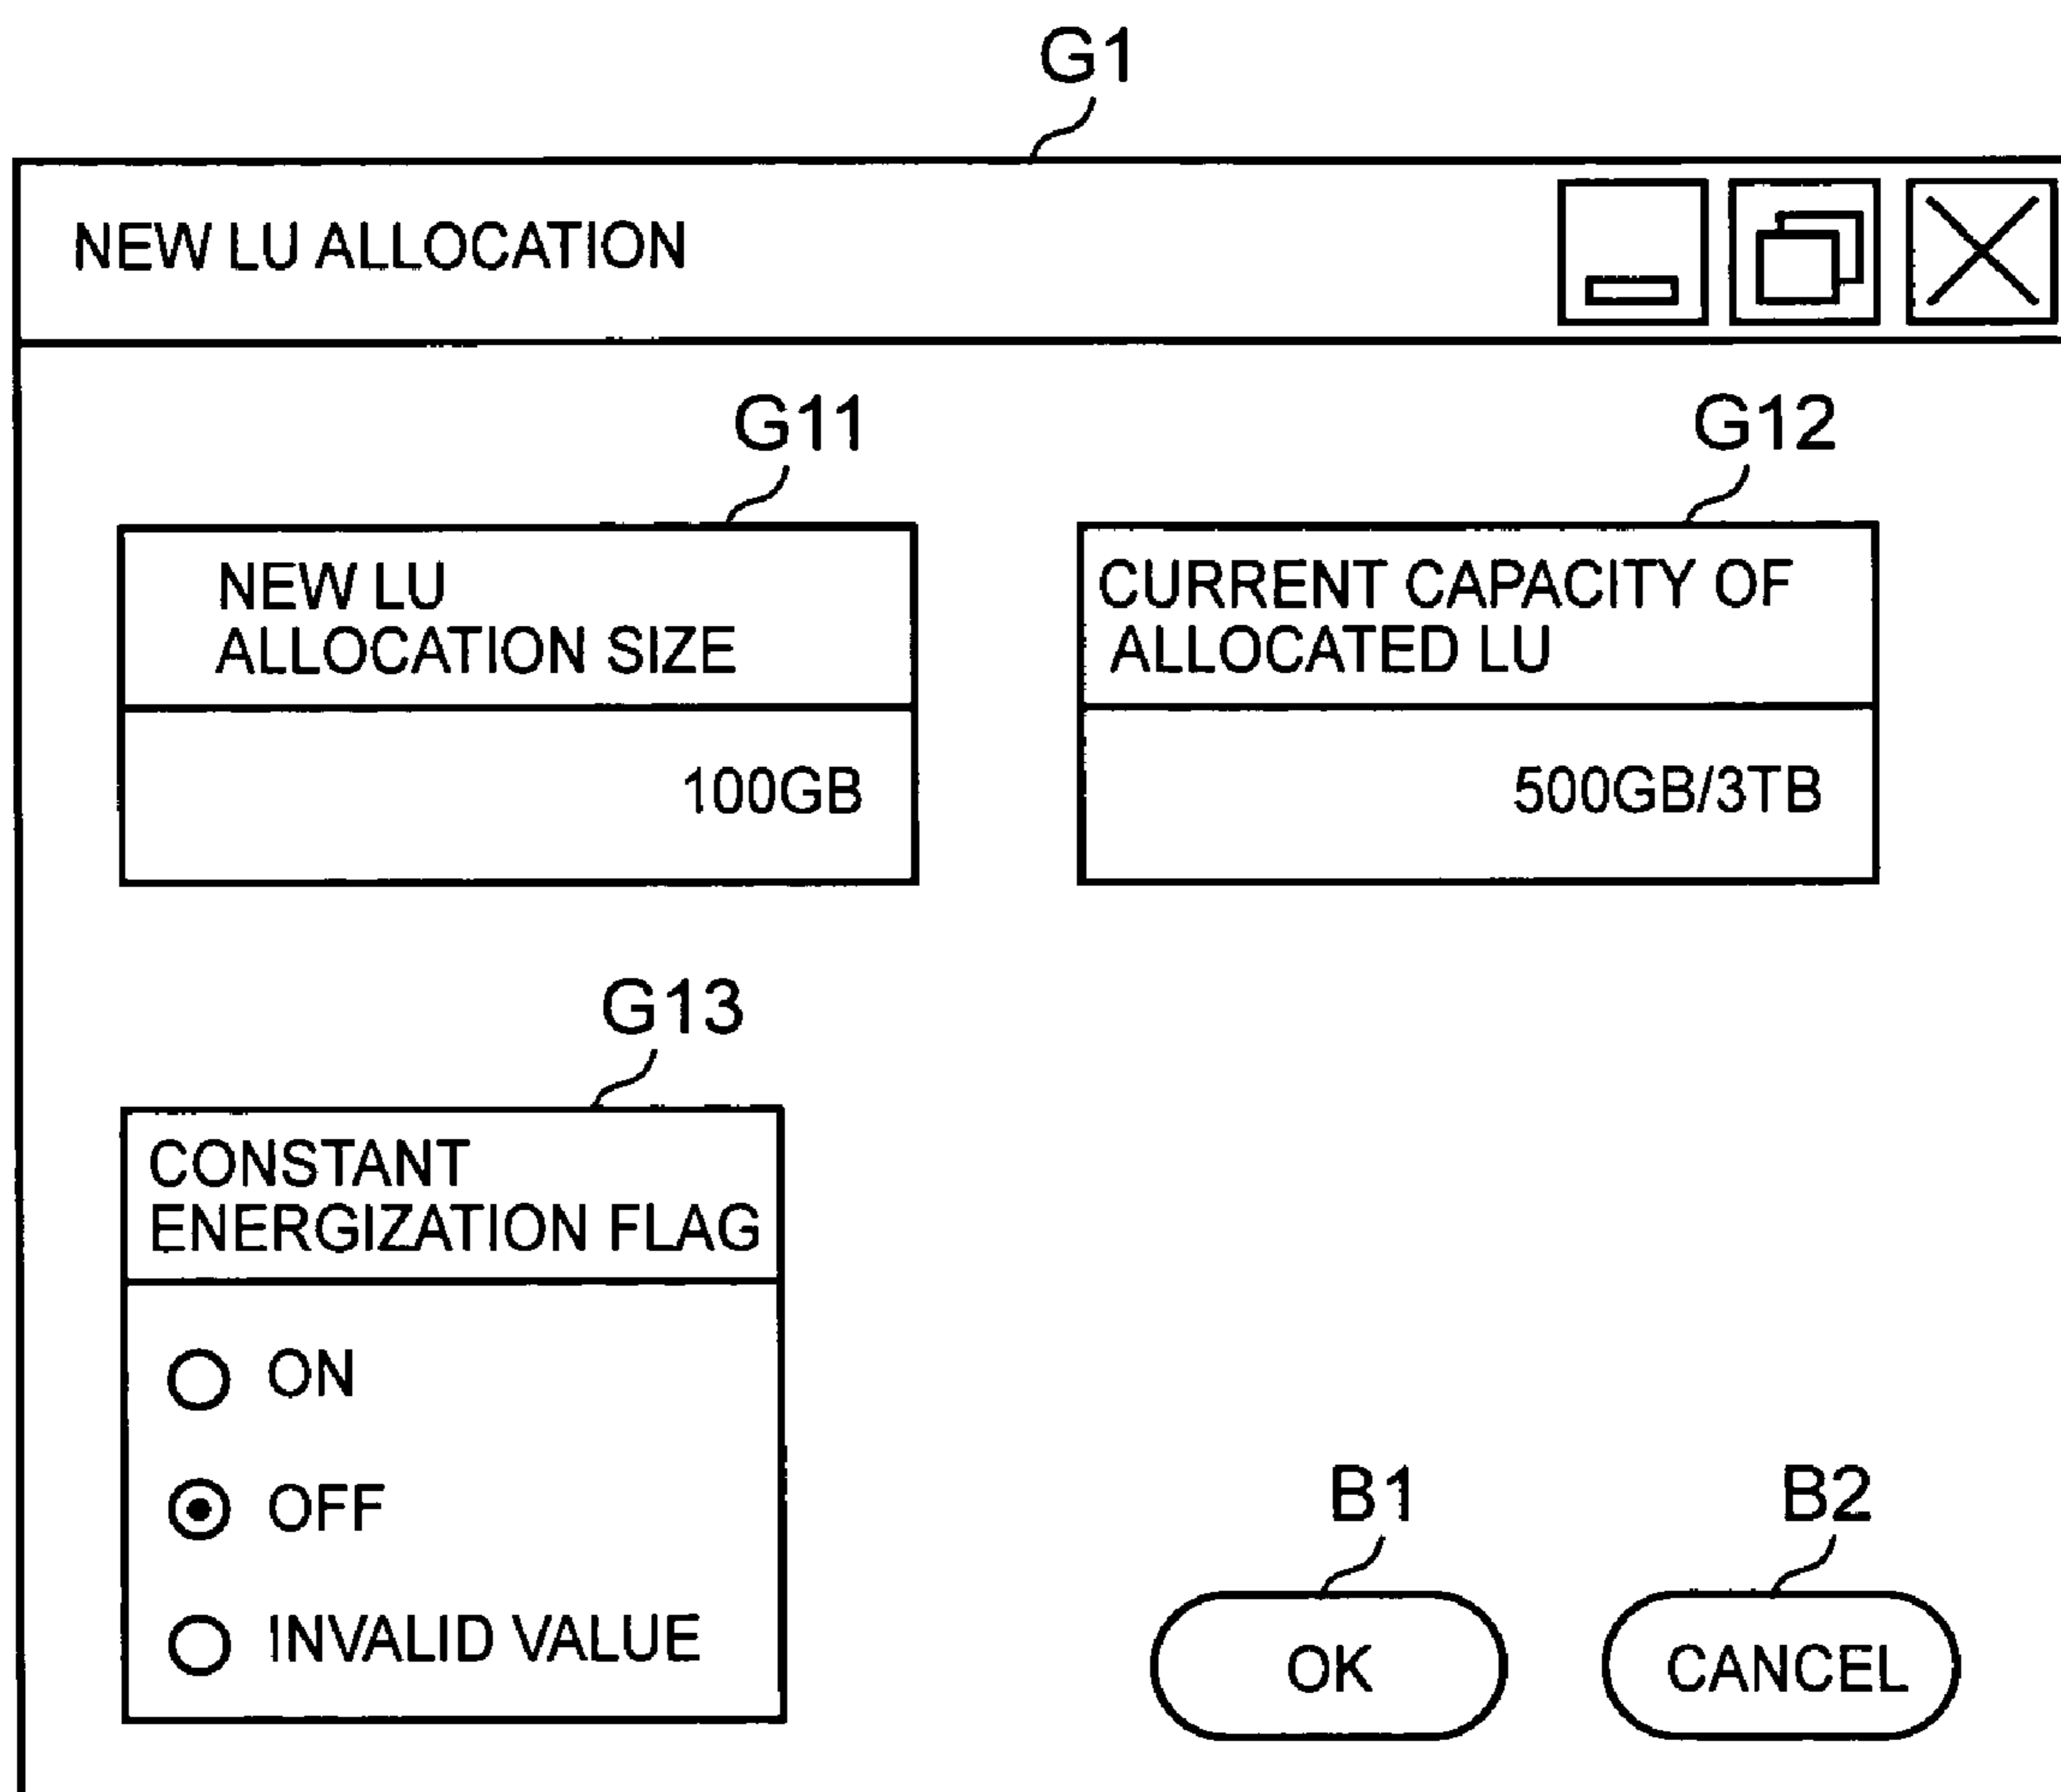 G1
NEW LU ALLOCATION
G11
G12
NEW LU
ALLOCATION SIZE
CURRENT CAPACITY OF
ALLOCATED LU
100GB
500GB/3TB
G13
CONSTANT
ENERGIZATION FLAG
ON
OFF
INVALID VALUE
B1
B2
OK
CANCEL